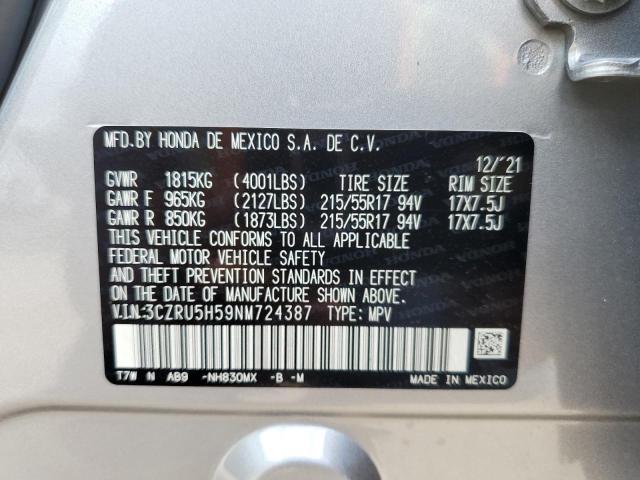 MFD.BY HONDA DE MEXICO S.A. DE C.V.
12/'21
GVWR 1815KG (4001LBS) TIRE SIZE RIM SIZE
GAWR F 965KG (2127LBS) 215/55R17 94V 17X7.5J
GAWR R 850KG (1873LBS) 215/55R17 94V 17X7.5J
THIS VEHICLE CONFORMS TO ALL APPLICABLE
FEDERAL MOTOR VEHICLE SAFETY
AND THEFT PREVENTION STANDARDS IN EFFECT
ON THE DATE OF MANUFACTURE SHOWN ABOVE.
V.I.N.:3CZRU5H59NM724387 TYPE: MPV
T7W N AB9 -NH830MX -B -M
MADE IN MEXICO